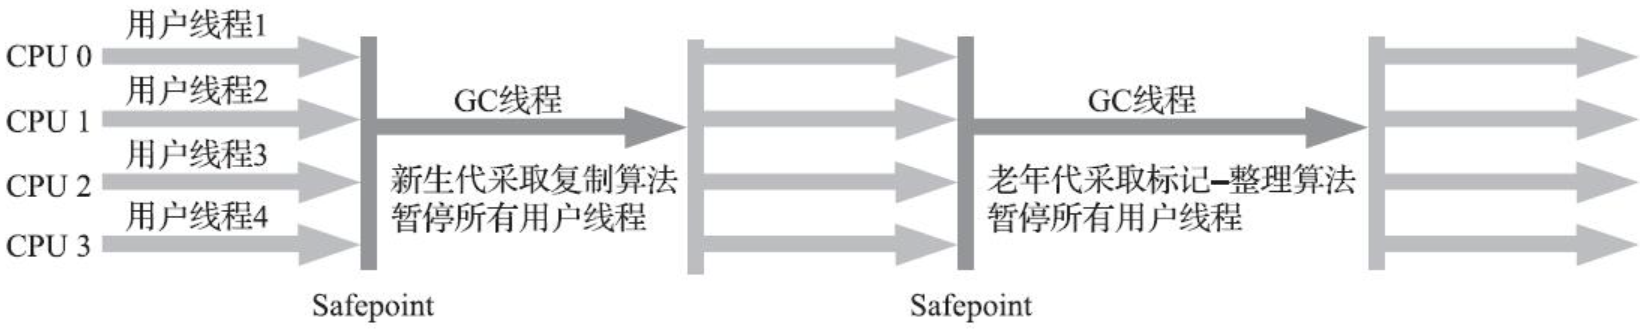 用户线程1
CPU 0
用户线程2
CPU 1
用户线程3
CPU 2
用户线程4
CPU 3
GC线程
新生代采取复制算法
暂停所有用户线程
Safepoint
GC线程
老年代采取标记–整理算法
暂停所有用户线程
Safepoint